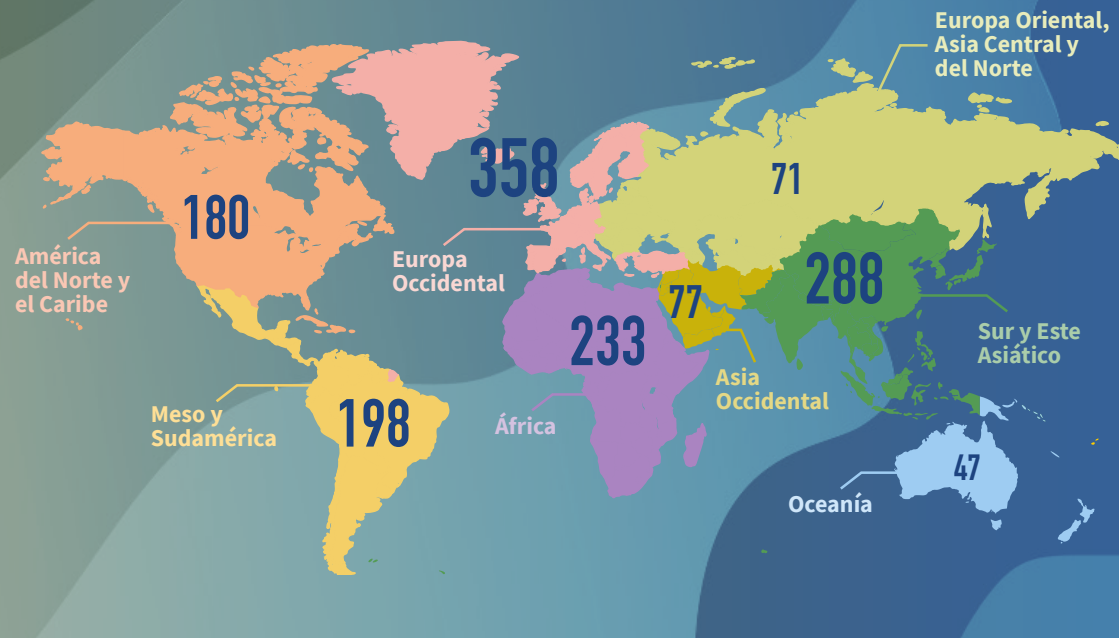 Europa Oriental,
Asia Central y
del Norte
358
71
180
América
del Norte y
el Caribe
Europa
Occidental
288
77
233
Sur y Este
Asiático
Asia
Occidental
198
Meso y
Sudamérica
África
47
Oceanía